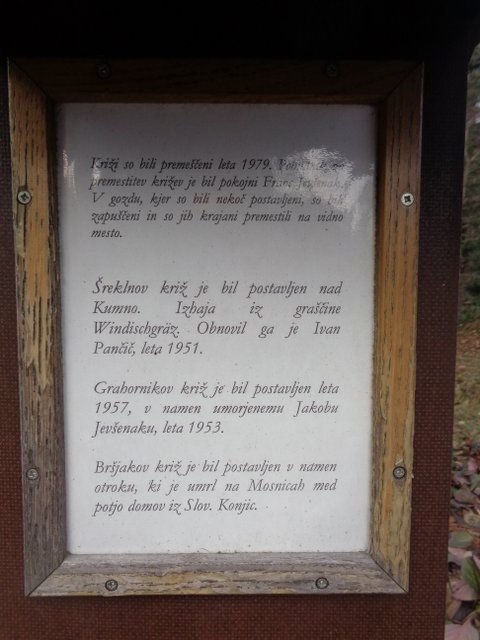 Križi so bili premeščeni leta 1979.
premestitev križev je bil pokojni Franc Jevšenak.
V gozdu, kjer so bili nekoč postavljeni, so bili
zapuščeni in so jih krajani premestili na vidno
mesto.
Šreklnov križ je bil postavljen nad
Kumno. Izhaja iz graščine
Windischgräz. Obnovil ga je Ivan
Pančič, leta 1951.
Grahornikov križ je bil postavljen leta
1957, v namen umorjenemu Jakobu
Jevšenaku, leta 1953.
Bršjakov križ je bil postavljen v namen
otroku, ki je umrl na Mosnicah med
potjo domov iz Slov. Konjic.